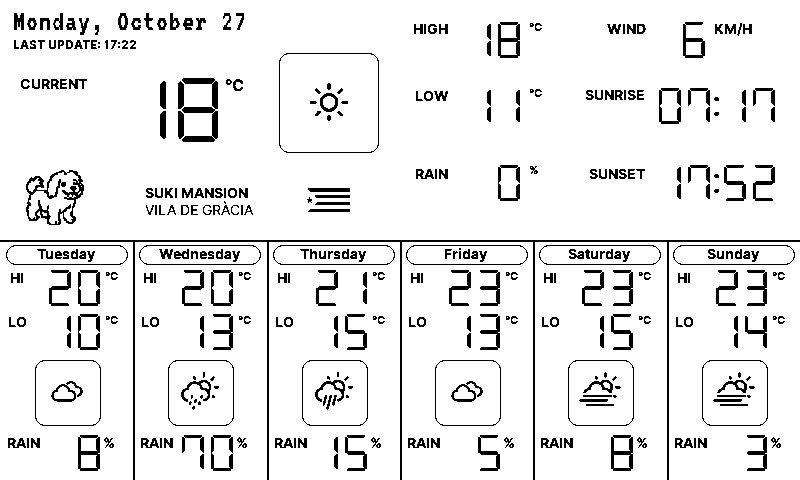 Monday, October 27
LAST UPDATE: 17:22
CURRENT 18 °C
SUKI MANSION
VILA DE GRÀCIA
HIGH 18 °C
LOW 11 °C
RAIN 0 %
WIND 6 KM/H
SUNRISE 07:17
SUNSET 17:52
Tuesday
HI 20 °C
LO 10 °C
RAIN 8 %
Wednesday
HI 20 °C
LO 13 °C
RAIN 70 %
Thursday
HI 21 °C
LO 15 °C
RAIN 15 %
Friday
HI 23 °C
LO 13 °C
RAIN 5 %
Saturday
HI 23 °C
LO 15 °C
RAIN 8 %
Sunday
HI 23 °C
LO 14 °C
RAIN 3 %